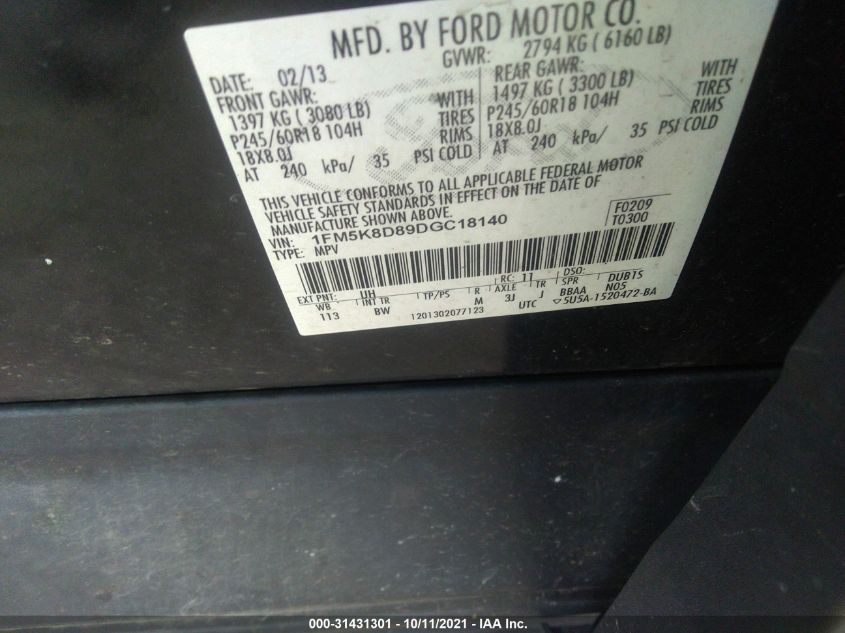 MFD. BY FORD MOTOR CO.
DATE: 02/13 GVWR: 2794 KG ( 6160 LB)
FRONT GAWR: REAR GAWR:
1397 KG ( 3080 LB) WITH 1497 KG ( 3300 LB) WITH
P245/60R18 104H TIRES P245/60R18 104H TIRES
18X8.0J RIMS 18X8.0J RIMS
AT 240 kPa/ 35 PSI COLD AT 240 kPa/ 35 PSI COLD
THIS VEHICLE CONFORMS TO ALL APPLICABLE FEDERAL MOTOR
VEHICLE SAFETY STANDARDS IN EFFECT ON THE DATE OF
MANUFACTURE SHOWN ABOVE.
VIN: 1FM5K8D89DGC18140 F0209
TYPE: MPV T0300
EXT PNT: UH RC: 11 DSO: DUBTS
WB INT TR TP/PS R AXLE TR SPR
113 BW M 3J J BBAA N05
1201302077123 UTC ▽5U5A-1520472-BA
000-31431301 - 10/11/2021 - IAA Inc.